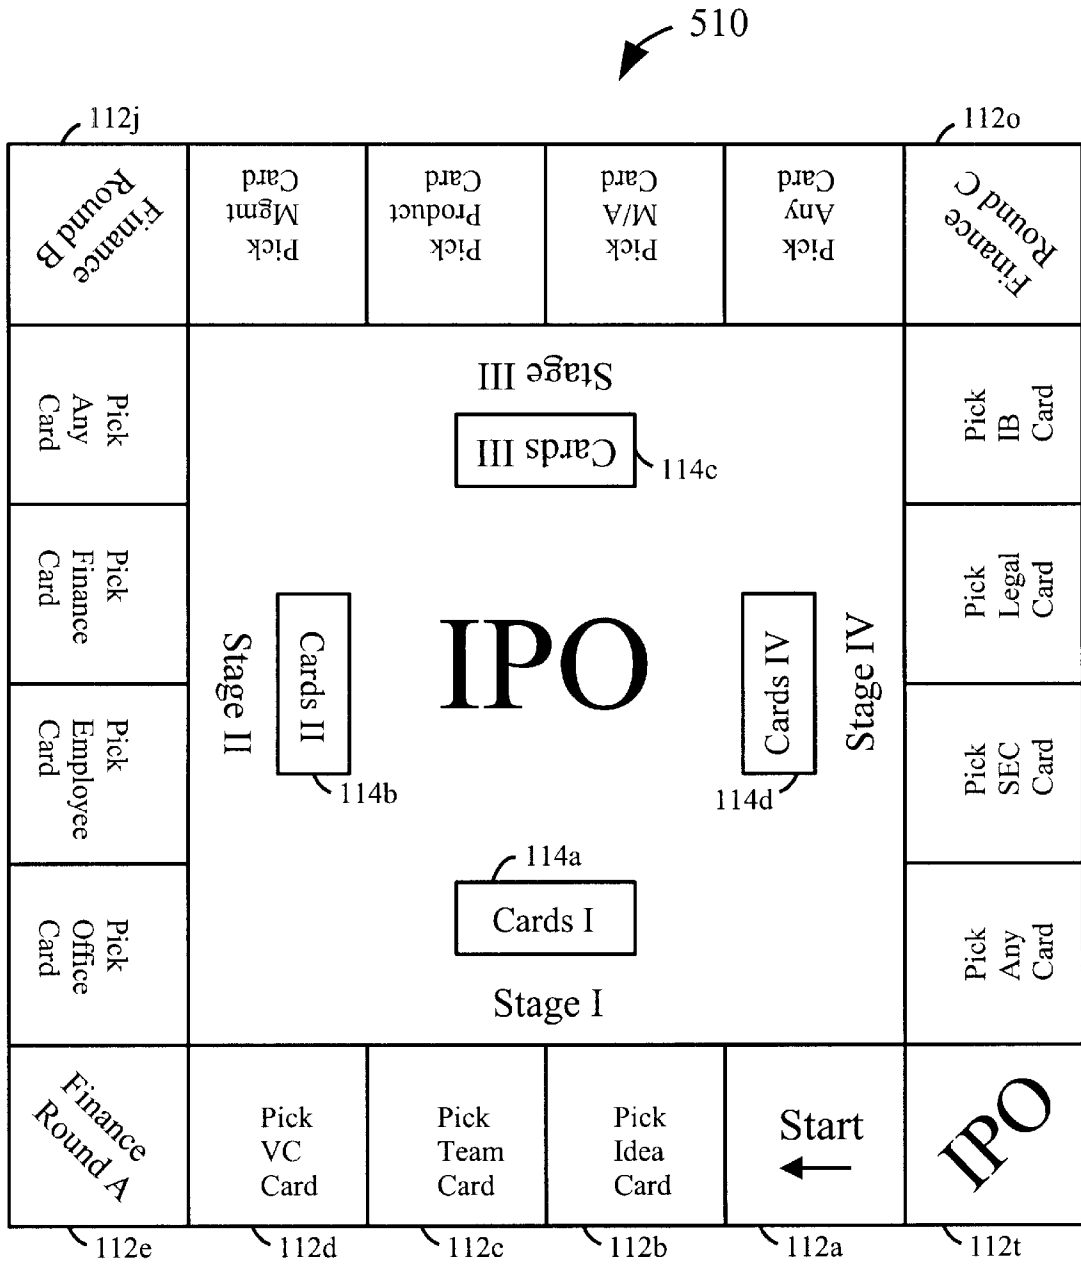 510
112j
112o
Finance
Round B
Pick
Mgmt
Card
Pick
Product
Card
Pick
M/A
Card
Pick
Any
Card
Finance
Round C
Pick
Any
Card
Stage III
Cards III
114c
Pick
IB
Card
Pick
Finance
Card
Pick
Legal
Card
Stage II
Cards II
114b
IPO
Cards IV
114d
Stage IV
Pick
Employee
Card
Pick
SEC
Card
Pick
Office
Card
114a
Cards I
Stage I
Pick
Any
Card
Finance
Round A
Pick
VC
Card
Pick
Team
Card
Pick
Idea
Card
Start
IPO
112e
112d
112c
112b
112a
112t